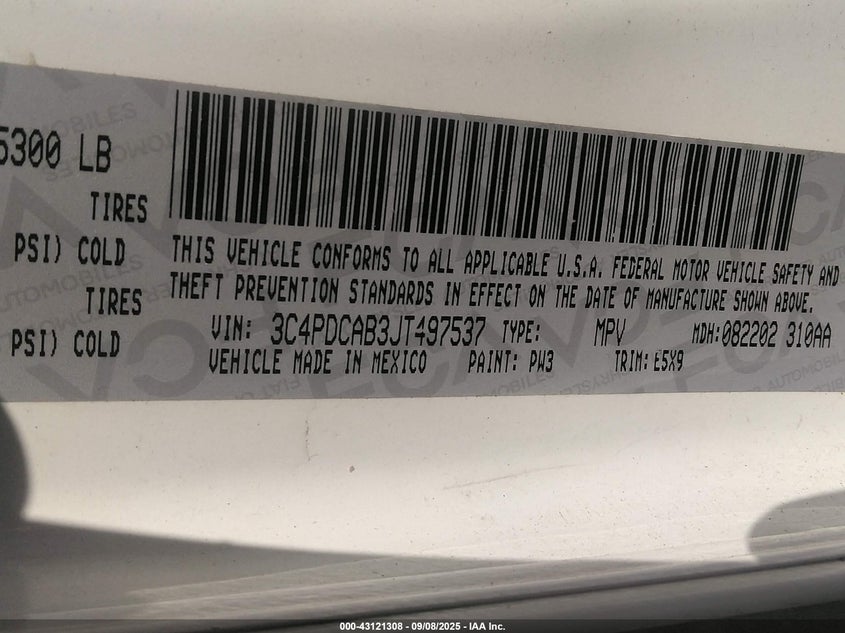 5300 LB
TIRES
PSI) COLD
TIRES
PSI) COLD
THIS VEHICLE CONFORMS TO ALL APPLICABLE U.S.A. FEDERAL MOTOR VEHICLE SAFETY AND
THEFT PREVENTION STANDARDS IN EFFECT ON THE DATE OF MANUFACTURE SHOWN ABOVE.
VIN: 3C4PDCAB3JT497537 TYPE: MPV MDH:082202 310AA
VEHICLE MADE IN MEXICO PAINT: PW3 TRIM: E5X9
000-43121308 - 09/08/2025 - IAA Inc.